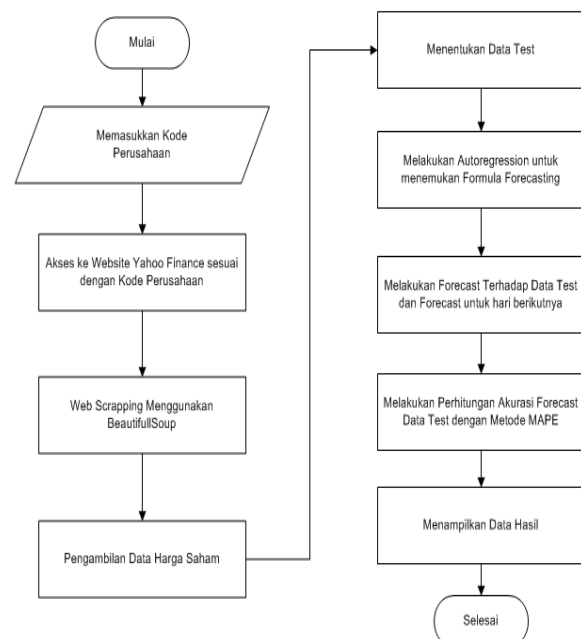 Mulai
Memasukkan Kode
Perusahaan
Akses ke Website Yahoo Finance sesuai
dengan Kode Perusahaan
Web Scrapping Menggunakan
BeautifullSoup
Pengambilan Data Harga Saham
Menentukan Data Test
Melakukan Autoregression untuk
menemukan Formula Forecasting
Melakukan Forecast Terhadap Data Test
dan Forecast untuk hari berikutnya
Melakukan Perhitungan Akurasi Forecast
Data Test dengan Metode MAPE
Menampilkan Data Hasil
Selesai